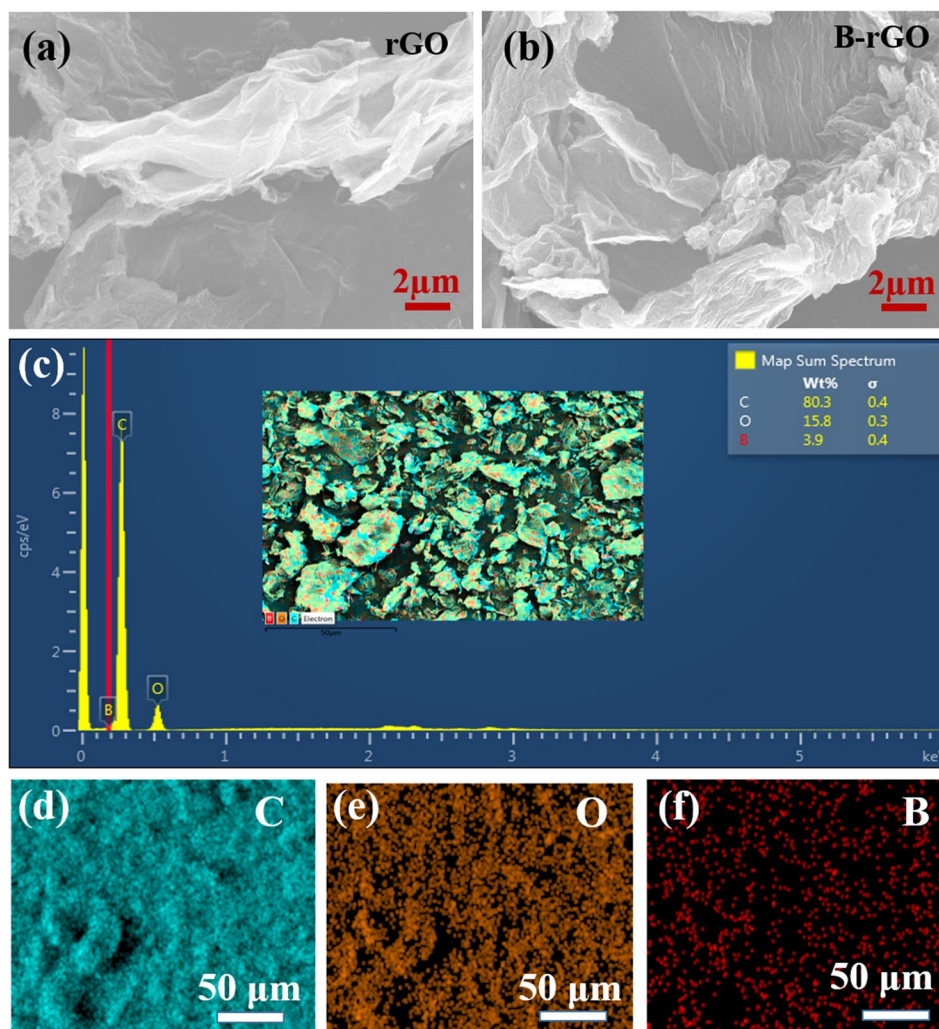 (a) rGO
2μm
(b) B-rGO
2μm
(c)
Map Sum Spectrum
Wt% σ
C 80.3 0.4
O 15.8 0.3
B 3.9 0.4
8
6
4
2
0
cps/eV
C
O
B
B O C Electron
50μm
0 1 2 3 4 5 ke
(d) C
50 μm
(e) O
50 μm
(f) B
50 μm